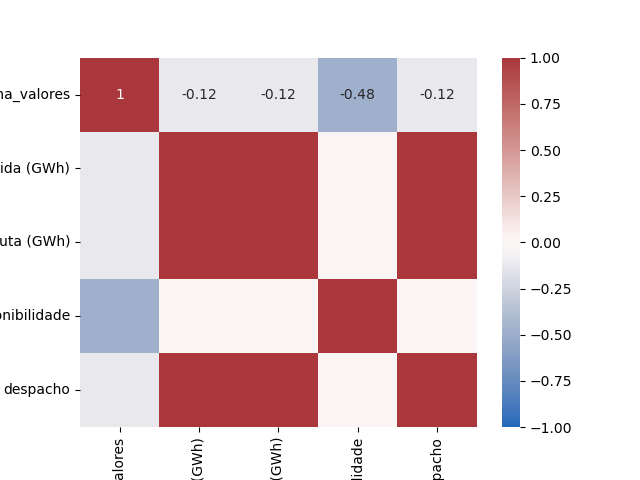 na_valores
1 -0.12 -0.12 -0.48 -0.12
ida (GWh)
uta (GWh)
onibilidade
despacho
alores
(GWh)
(GWh)
lidade
pacho
1.00
0.75
0.50
0.25
0.00
−0.25
−0.50
−0.75
−1.00